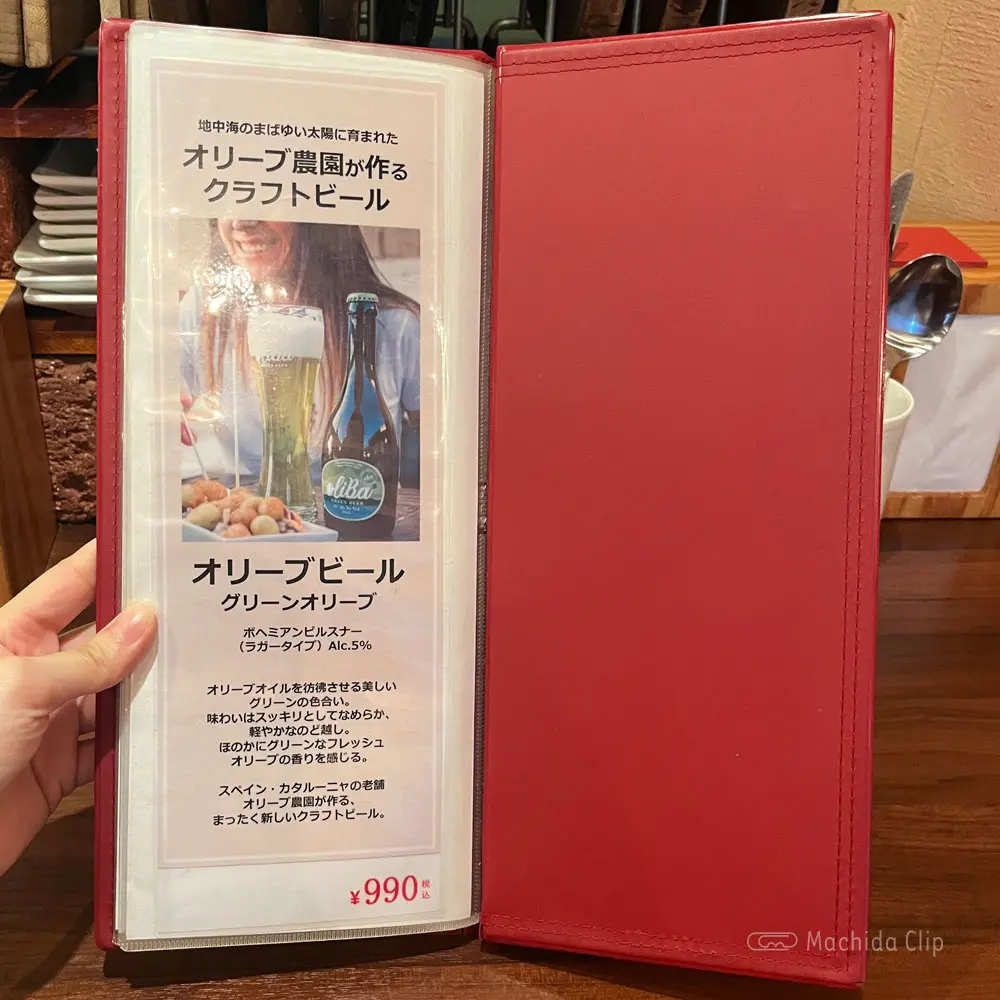 地中海のまばゆい太陽に育まれた
オリーブ農園が作る
クラフトビール
oliBa
GREEN BEER
オリーブビール
グリーンオリーブ
ボヘミアンピルスナー
（ラガータイプ）Alc.5%
オリーブオイルを彷彿させる美しい
グリーンの色合い。
味わいはスッキリとしてなめらか、
軽やかなのど越し。
ほのかにグリーンなフレッシュ
オリーブの香りを感じる。
スペイン・カタルーニャの老舗
オリーブ農園が作る、
まったく新しいクラフトビール。
¥990税込
Machida Clip